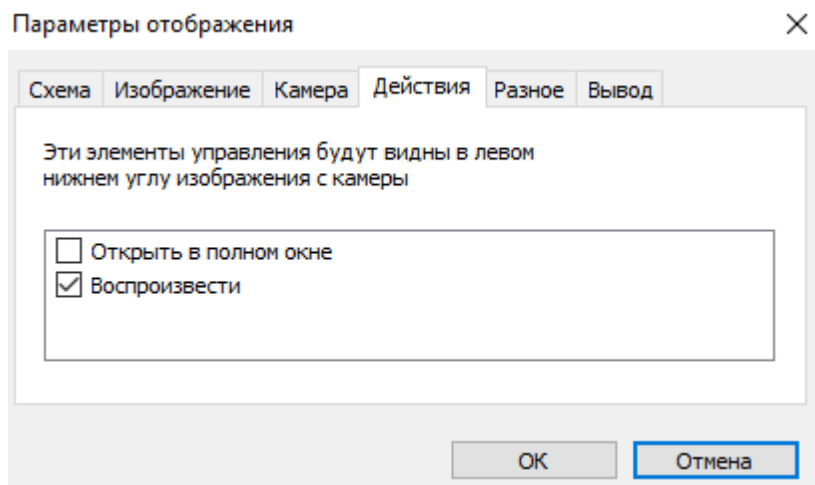 Параметры отображения
Схема Изображение Камера Действия Разное Вывод
Эти элементы управления будут видны в левом
нижнем углу изображения с камеры
Открыть в полном окне
Воспроизвести
ОК Отмена